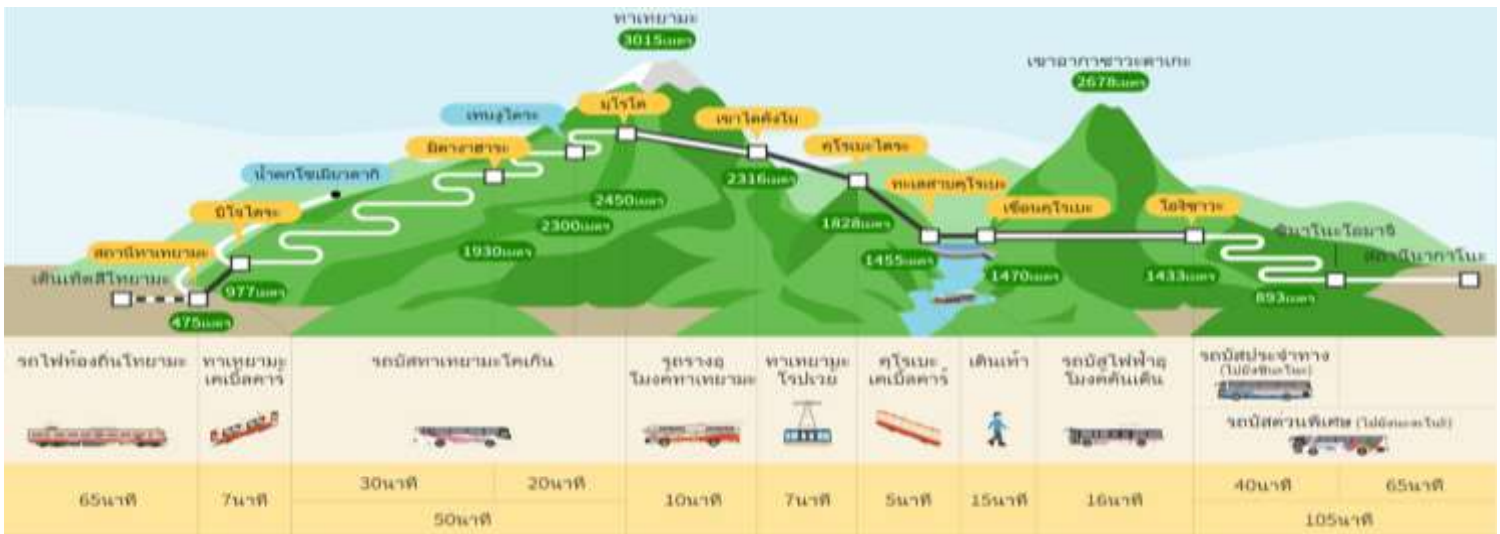 ทาเทยามะ
3015เมตร
เขาอากาซาวะดาเกะ
2678เมตร
มุโรโด
เทนงูไดระ
เขาไดคังโบ
มิดางาฮาระ
คุโรเบะไดระ
น้ำตกโชเมียวดากิ
2316เมตร
ทะเลสาบคุโรเบะ
2450เมตร
บิโจไดระ
เขื่อนคุโรเบะ
โอกิซาวะ
2300เมตร
1828เมตร
สถานีทาเทยามะ
1930เมตร
1455เมตร
สถานีนากาโนะ
เด็นเท็ตสึโทยามะ
977เมตร
1470เมตร
1433เมตร
893เมตร
475เมตร
รถไฟท้องถิ่นโทยามะ
ทาเทยามะ
เคเบิ้ลคาร์
รถบัสทาเทยามะโคเก็น
รถรางอุ
โมงค์ทาเทยามะ
ทาเทยามะ
โรปเวย
คุโรเบะ
เคเบิ้ลคาร์
เดินเท้า
รถบัสไฟฟ้าอุ
โมงค์คันเด็น
รถบัสประจำทาง
รถบัสด่วนพิเศษ
65นาที
7นาที
30นาที
20นาที
50นาที
10นาที
7นาที
5นาที
15นาที
16นาที
40นาที
65นาที
105นาที